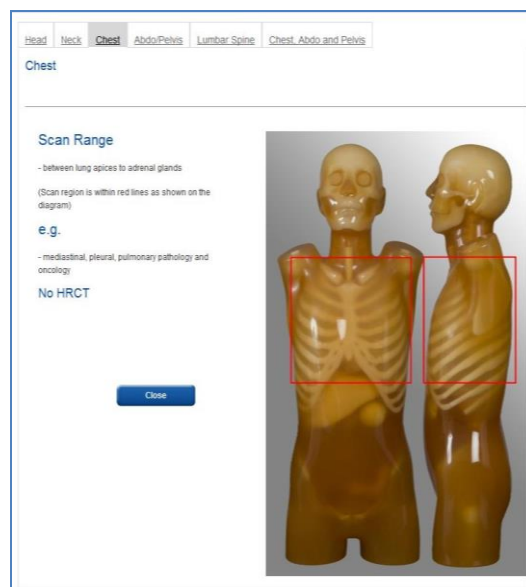 Head Neck Chest Abdo/Pelvis Lumbar Spine Chest, Abdo and Pelvis
Chest
Scan Range
- between lung apices to adrenal glands
(Scan region is within red lines as shown on the
diagram)
e.g.
- mediastinal, pleural, pulmonary pathology and
oncology
No HRCT
Close